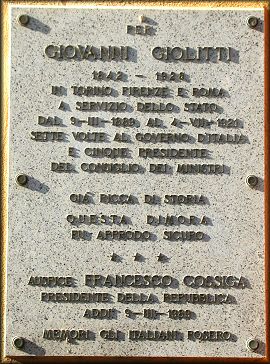 PER
GIOVANNI GIOLITTI
1842 - 1928
IN TORINO FIRENZE E ROMA
A SERVIZIO DELLO STATO
DAL 9-III-1889 AL 4-VII-1921
SETTE VOLTE AL GOVERNO D'ITALIA
E CINQUE PRESIDENTE
DEL CONSIGLIO DEI MINISTRI
GIÀ RICCA DI STORIA
QUESTA DIMORA
FU APPRODO SICURO
AUSPICE FRANCESCO COSSIGA
PRESIDENTE DELLA REPUBBLICA
ADDÌ 9-III-1989
MEMORI GLI ITALIANI POSERO.